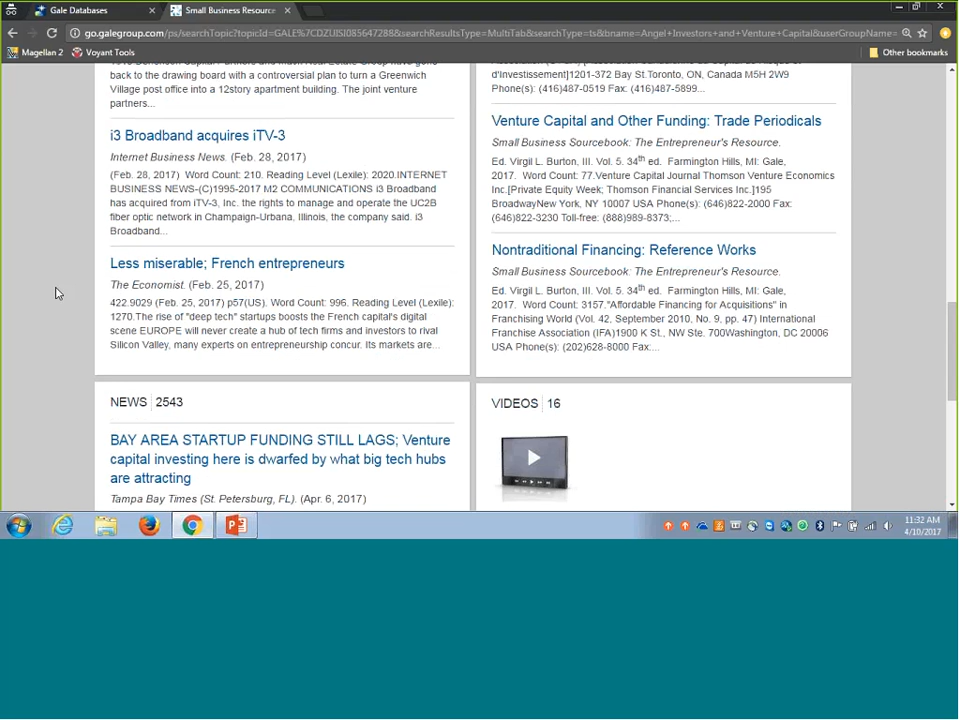 Gale Databases
Small Business Resource
go.galegroup.com/ps/searchTopic?topicId=GALE%7CDZUISI085647288&searchResultsType=MultiTab&searchType=ts&bname=Angel+Investors+and+Venture+Capital&userGroupName=
Magellan 2
Voyant Tools
Other bookmarks
back to the drawing board with a controversial plan to turn a Greenwich
Village post office into a 12story apartment building. The joint venture
partners...
i3 Broadband acquires iTV-3
Internet Business News. (Feb. 28, 2017)
(Feb. 28, 2017) Word Count: 210. Reading Level (Lexile): 2020.INTERNET
BUSINESS NEWS-(C)1995-2017 M2 COMMUNICATIONS i3 Broadband
has acquired from iTV-3, Inc. the rights to manage and operate the UC2B
fiber optic network in Champaign-Urbana, Illinois, the company said. i3
Broadband...
Less miserable; French entrepreneurs
The Economist. (Feb. 25, 2017)
422.9029 (Feb. 25, 2017) p57(US). Word Count: 996. Reading Level (Lexile):
1270.The rise of "deep tech" startups boosts the French capital's digital
scene EUROPE will never create a hub of tech firms and investors to rival
Silicon Valley, many experts on entrepreneurship concur. Its markets are...
NEWS 2543
BAY AREA STARTUP FUNDING STILL LAGS; Venture
capital investing here is dwarfed by what big tech hubs
are attracting
Tampa Bay Times (St. Petersburg, FL). (Apr. 6, 2017)
d'Investissement]1201-372 Bay St.Toronto, ON, Canada M5H 2W9
Phone(s): (416)487-0519 Fax: (416)487-5899...
Venture Capital and Other Funding: Trade Periodicals
Small Business Sourcebook: The Entrepreneur's Resource.
Ed. Virgil L. Burton, III. Vol. 5. 34th ed. Farmington Hills, MI: Gale,
2017. Word Count: 77.Venture Capital Journal Thomson Venture Economics
Inc.[Private Equity Week; Thomson Financial Services Inc.]195
BroadwayNew York, NY 10007 USA Phone(s): (646)822-2000 Fax:
(646)822-3230 Toll-free: (888)989-8373;...
Nontraditional Financing: Reference Works
Small Business Sourcebook: The Entrepreneur's Resource.
Ed. Virgil L. Burton, III. Vol. 5. 34th ed. Farmington Hills, MI: Gale,
2017. Word Count: 3157."Affordable Financing for Acquisitions" in
Franchising World (Vol. 42, September 2010, No. 9, pp. 47) International
Franchise Association (IFA)1900 K St., NW Ste. 700Washington, DC 20006
USA Phone(s): (202)628-8000 Fax:...
VIDEOS 16
11:32 AM
4/10/2017